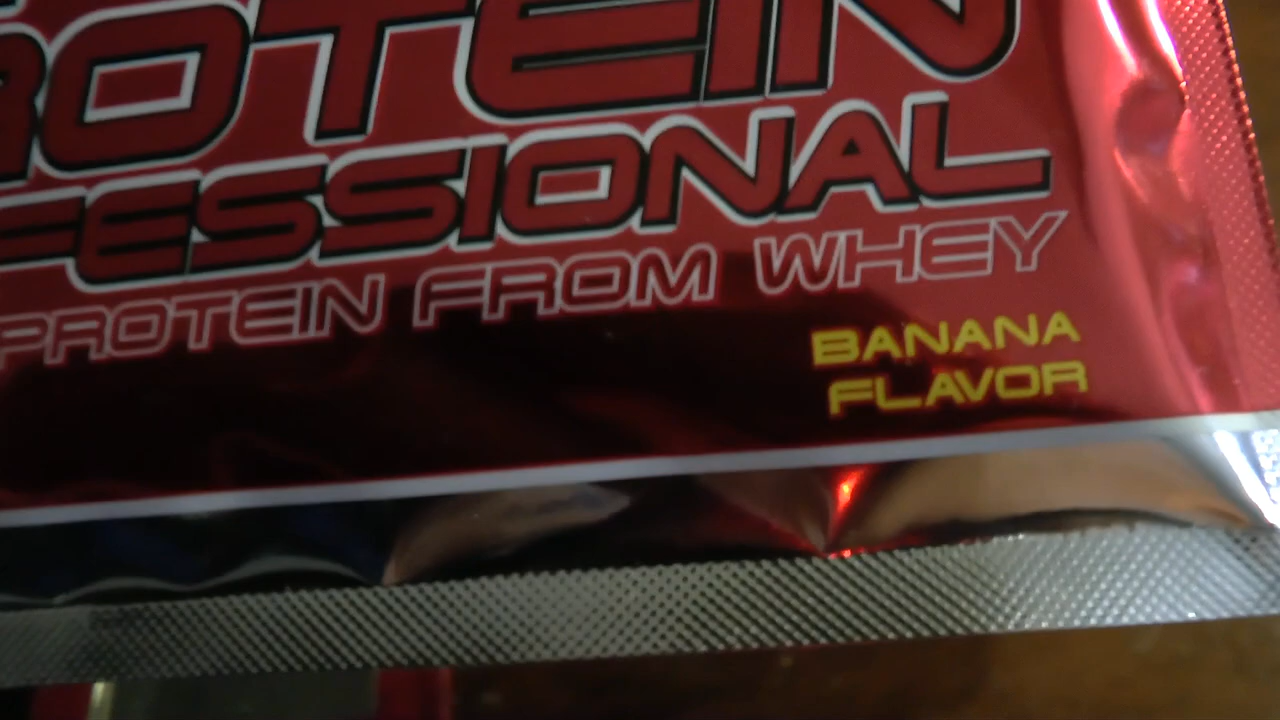 ROTEIN
FESSIONAL
PROTEIN FROM WHEY
BANANA
FLAVOR